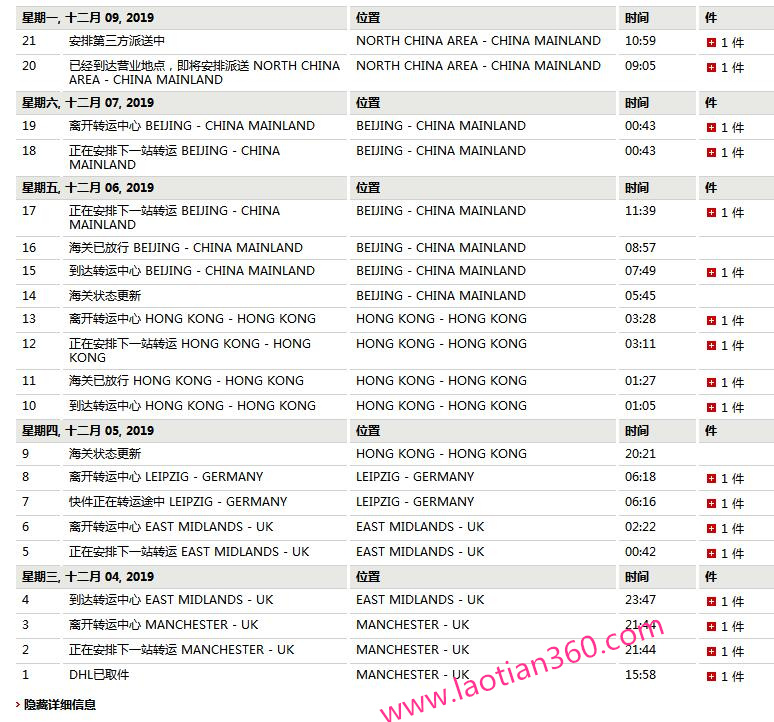 星期一, 十二月 09, 2019 位置 时间 件
21 安排第三方派送中 NORTH CHINA AREA - CHINA MAINLAND 10:59 1 件
20 已经到达营业地点，即将安排派送 NORTH CHINA NORTH CHINA AREA - CHINA MAINLAND 09:05 1 件
AREA - CHINA MAINLAND
星期六, 十二月 07, 2019 位置 时间 件
19 离开转运中心 BEIJING - CHINA MAINLAND BEIJING - CHINA MAINLAND 00:43 1 件
18 正在安排下一站转运 BEIJING - CHINA BEIJING - CHINA MAINLAND 00:43 1 件
MAINLAND
星期五, 十二月 06, 2019 位置 时间 件
17 正在安排下一站转运 BEIJING - CHINA BEIJING - CHINA MAINLAND 11:39 1 件
MAINLAND
16 海关已放行 BEIJING - CHINA MAINLAND BEIJING - CHINA MAINLAND 08:57
15 到达转运中心 BEIJING - CHINA MAINLAND BEIJING - CHINA MAINLAND 07:49 1 件
14 海关状态更新 BEIJING - CHINA MAINLAND 05:45
13 离开转运中心 HONG KONG - HONG KONG HONG KONG - HONG KONG 03:28 1 件
12 正在安排下一站转运 HONG KONG - HONG HONG KONG - HONG KONG 03:11 1 件
KONG
11 海关已放行 HONG KONG - HONG KONG HONG KONG - HONG KONG 01:27 1 件
10 到达转运中心 HONG KONG - HONG KONG HONG KONG - HONG KONG 01:05 1 件
星期四, 十二月 05, 2019 位置 时间 件
9 海关状态更新 HONG KONG - HONG KONG 20:21
8 离开转运中心 LEIPZIG - GERMANY LEIPZIG - GERMANY 06:18 1 件
7 快件正在转运途中 LEIPZIG - GERMANY LEIPZIG - GERMANY 06:16 1 件
6 离开转运中心 EAST MIDLANDS - UK EAST MIDLANDS - UK 02:22 1 件
5 正在安排下一站转运 EAST MIDLANDS - UK EAST MIDLANDS - UK 00:42 1 件
星期三, 十二月 04, 2019 位置 时间 件
4 到达转运中心 EAST MIDLANDS - UK EAST MIDLANDS - UK 23:47 1 件
3 离开转运中心 MANCHESTER - UK MANCHESTER - UK 21:44 1 件
2 正在安排下一站转运 MANCHESTER - UK MANCHESTER - UK 21:44 1 件
1 DHL已取件 MANCHESTER - UK 15:58 1 件
隐藏详细信息
www.laotian360.com